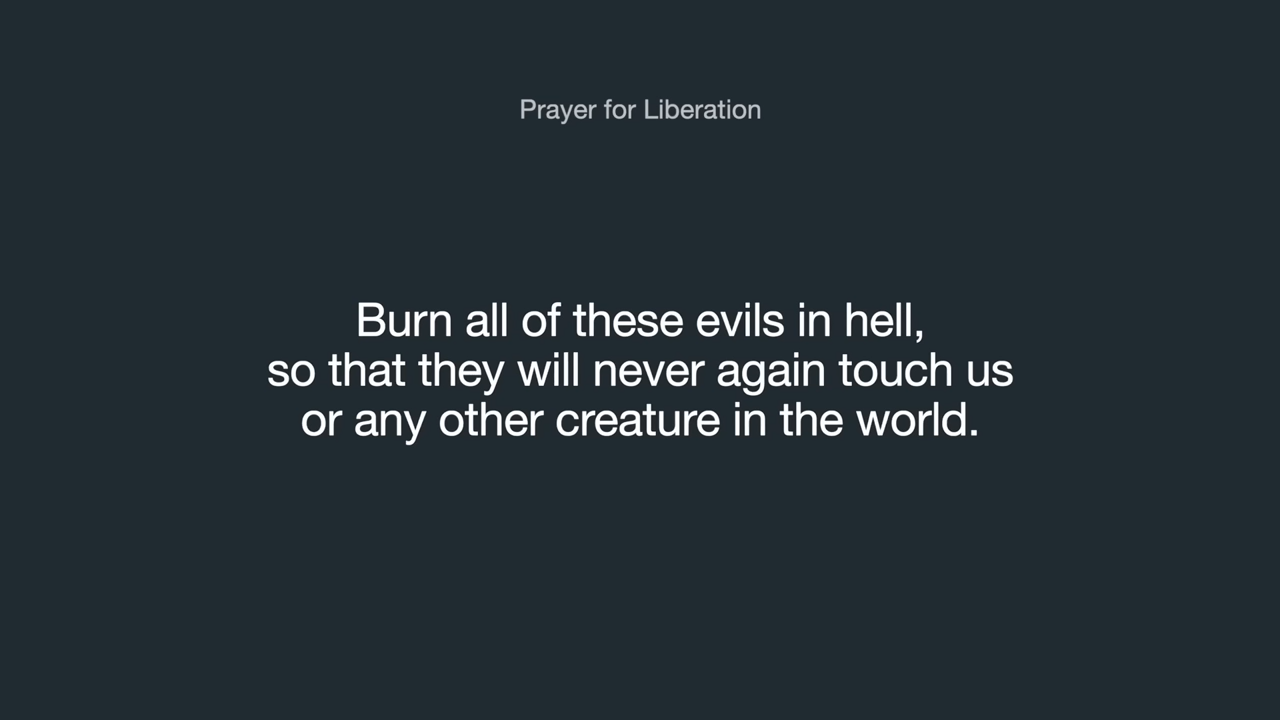 Prayer for Liberation
Burn all of these evils in hell,
so that they will never again touch us
or any other creature in the world.